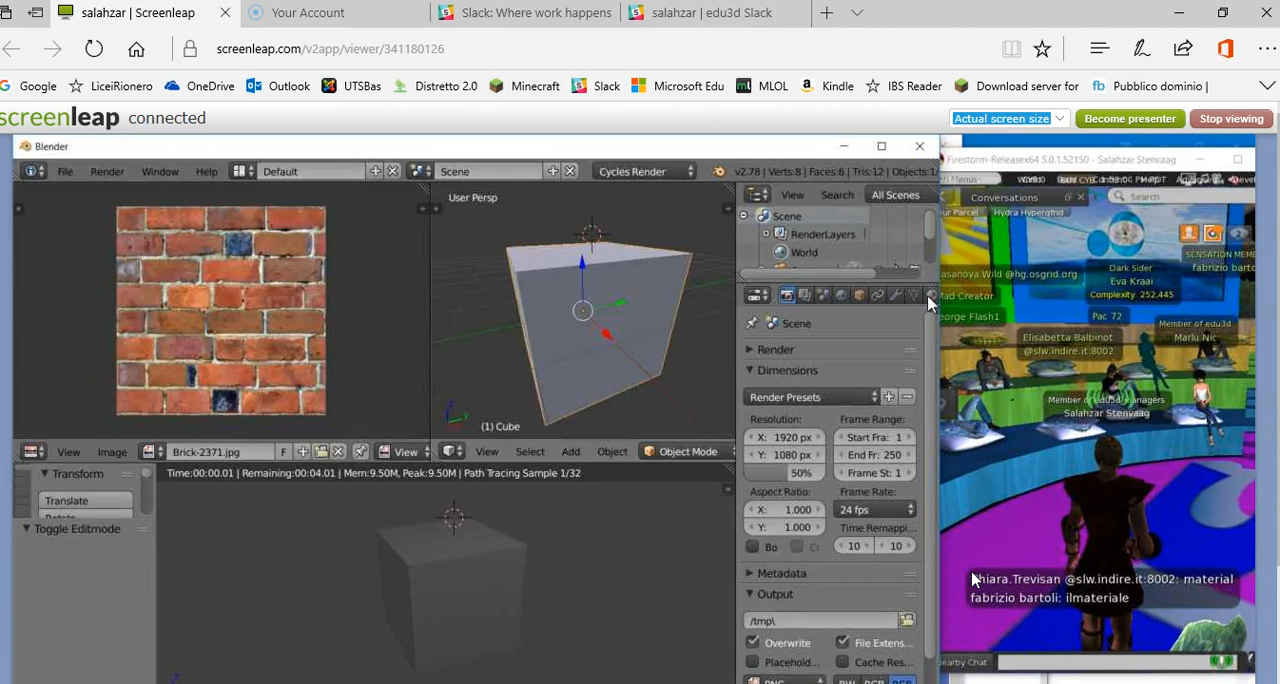 salahzar | Screenleap
Your Account
Slack: Where work happens
salahzar | edu3d Slack
screenleap.com/v2app/viewer/341180126
Google
LiceiRionero
OneDrive
Outlook
UTSBas
Distretto 2.0
Minecraft
Slack
Microsoft Edu
MLOL
Kindle
IBS Reader
Download server for
Pubblico dominio |
screenleap connected
Actual screen size
Become presenter
Stop viewing
Blender
File Render Window Help
Default
Scene
Cycles Render
v2.78 | Verts:8 | Faces:6 | Tris:12 | Objects:1/
User Persp
(1) Cube
View Search All Scenes
Scene
RenderLayers
World
Scene
Render
Dimensions
Render Presets
Resolution:
Frame Range:
X: 1920 px
Start Fra: 1
Y: 1080 px
End Fr: 250
50%
Frame St: 1
Aspect Ratio:
Frame Rate:
X: 1.000
24 fps
Y: 1.000
Time Remappi...
Bo
Cr
10
10
Metadata
Output
/tmp\
Overwrite
File Extens...
Placehold...
Cache Res...
PNG
BW RGB
View Image
Brick-2371.jpg
F
View
View Select Add Object
Object Mode
Transform
Translate
Toggle Editmode
Time:00:00.01 | Remaining:00:04.01 | Mem:9.50M, Peak:9.50M | Path Tracing Sample 1/32
Firestorm-Releasex64 5.0.1.52150 - Salahzar Stenvaag
Conversations
Search
Hydra Hypergrid
SENSATION MEME
fabrizio barto
asanova.Wild @hg.osgrid.org
Dark Sider
Eva Kraai
Complexity: 252,445
Mad Creator
eorge Flash1
Pac 72
Elisabetta.Balbinot
@slw.indire.it:8002
Member of edu3d
Marlu Nic
Member of edu3d managers
Salahzar Stenvaag
Chiara.Trevisan @slw.indire.it:8002: material
fabrizio bartoli: ilmateriale
earby Chat